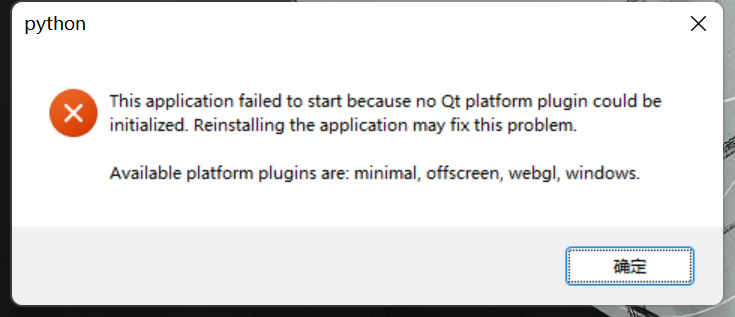 python
This application failed to start because no Qt platform plugin could be
initialized. Reinstalling the application may fix this problem.
Available platform plugins are: minimal, offscreen, webgl, windows.
确定